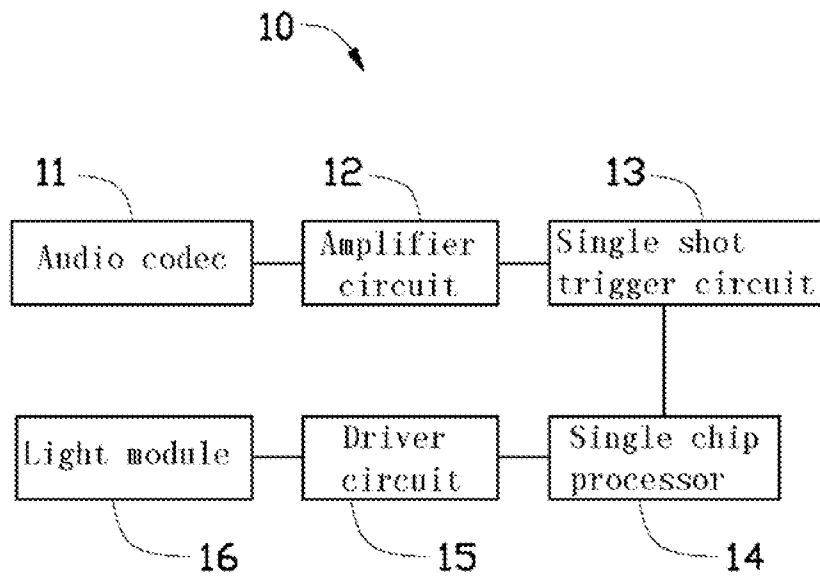 10
11
12
13
Audio codec
Amplifier
circuit
Single shot
trigger circuit
Light module
Driver
circuit
Single chip
processor
16
15
14